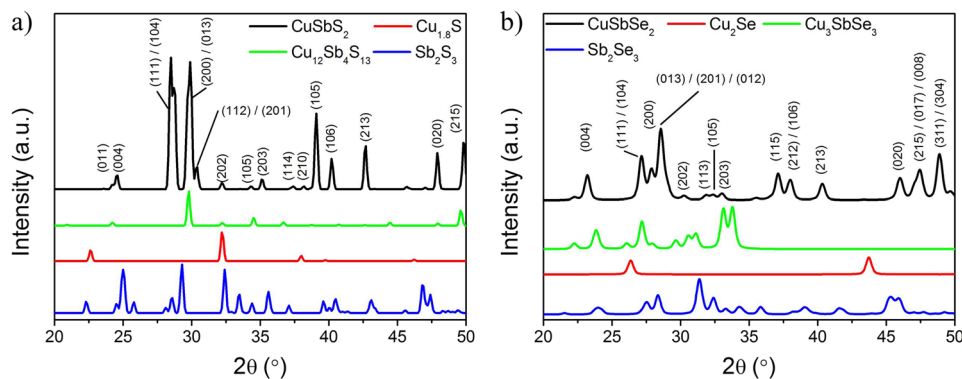 a)
CuSbS2
Cu1.8S
Cu12Sb4S13
Sb2S3
(111) / (104)
(200) / (013)
(112) / (201)
(011)
(004)
(202)
(105)
(203)
(114)
(210)
(105)
(106)
(213)
(020)
(215)
Intensity (a.u.)
20 25 30 35 40 45 50
2θ (°)
b)
CuSbSe2
Cu2Se
Cu3SbSe3
Sb2Se3
(004)
(111) / (104)
(200)
(013) / (201) / (012)
(202)
(113)
(105)
(203)
(115)
(212) / (106)
(213)
(020)
(215) / (017) / (008)
(311) / (304)
Intensity (a.u.)
20 25 30 35 40 45 50
2θ (°)